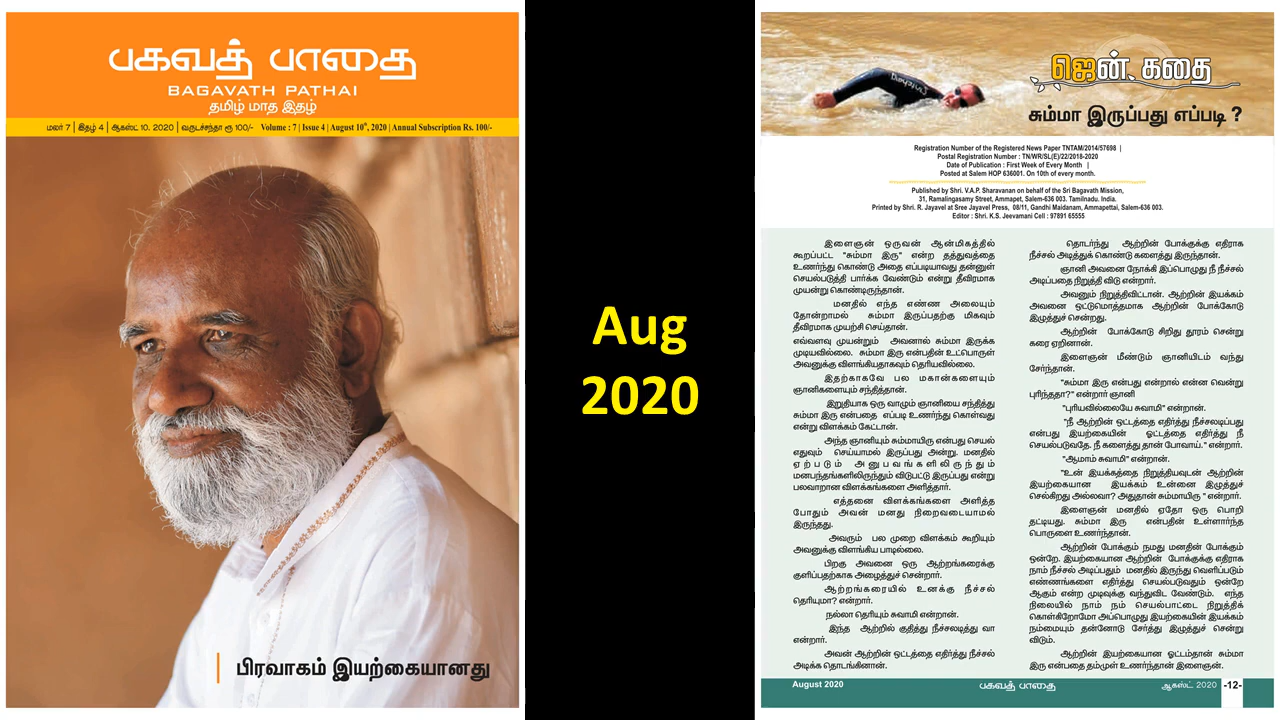 பகவத் பாதை
BAGAVATH PATHAI
தமிழ் மாத இதழ்
மலர் 7 | இதழ் 4 | ஆகஸ்ட் 10. 2020 | வருடச்சந்தா ரூ 100/- Volume : 7 | Issue 4 | August 10th, 2020 | Annual Subscription Rs. 100/-
பிரவாகம் இயற்கையானது
Aug
2020
ஜென் கதை
சும்மா இருப்பது எப்படி ?
Registration Number of the Registered News Paper TNTAM/2014/57698 |
Postal Registration Number : TN/WR/SL(E)/22/2018-2020
Date of Publication : First Week of Every Month |
Posted at Salem HOP 636001. On 10th of every month.
Published by Shri. V.A.P. Sharavanan on behalf of the Sri Bagavath Mission,
31, Ramalingasamy Street, Ammapet, Salem-636 003. Tamilnadu. India.
Printed by Shri. R. Jayavel at Sree Jayavel Press, 08/11, Gandhi Maidanam, Ammapettai, Salem-636 003.
Editor : Shri. K.S. Jeevamani Cell : 97891 65555
இளைஞன் ஒருவன் ஆன்மிகத்தில்
கூறப்பட்ட "சும்மா இரு" என்ற தத்துவத்தை
உணர்ந்து கொண்டு அதை எப்படியாவது தன்னுள்
செயல்படுத்தி பார்க்க வேண்டும் என்று தீவிரமாக
முயன்று கொண்டிருந்தான்.
மனதில் எந்த எண்ண அலையும்
தோன்றாமல் சும்மா இருப்பதற்கு மிகவும்
தீவிரமாக முயற்சி செய்தான்.
எவ்வளவு முயன்றும் அவனால் சும்மா இருக்க
முடியவில்லை. சும்மா இரு என்பதின் உட்பொருள்
அவனுக்கு விளங்கியதாகவும் தெரியவில்லை.
இதற்காகவே பல மகான்களையும்
ஞானிகளையும் சந்தித்தான்.
இறுதியாக ஒரு வாழும் ஞானியை சந்தித்து
சும்மா இரு என்பதை எப்படி உணர்ந்து கொள்வது
என்று விளக்கம் கேட்டான்.
அந்த ஞானியும் சும்மாயிரு என்பது செயல்
எதுவும் செய்யாமல் இருப்பது அன்று. மனதில்
ஏற்படும் அனுபவங்களிலிருந்தும்
மனபந்தங்களிலிருந்தும் விடுபட்டு இருப்பது என்று
பலவாறான விளக்கங்களை அளித்தார்.
எத்தனை விளக்கங்களை அளித்த
போதும் அவன் மனது நிறைவடையாமல்
இருந்தது.
அவரும் பல முறை விளக்கம் கூறியும்
அவனுக்கு விளங்கிய பாடில்லை.
பிறகு அவனை ஒரு ஆற்றங்கரைக்கு
குளிப்பதற்காக அழைத்துச் சென்றார்.
ஆற்றங்கரையில் உனக்கு நீச்சல்
தெரியுமா? என்றார்.
நல்லா தெரியும் சுவாமி என்றான்.
இந்த ஆற்றில் குதித்து நீச்சலடித்து வா
என்றார்.
அவன் ஆற்றின் ஓட்டத்தை எதிர்த்து நீச்சல்
அடிக்க தொடங்கினான்.
தொடர்ந்து ஆற்றின் போக்குக்கு எதிராக
நீச்சல் அடித்துக் கொண்டு களைத்து இருந்தான்.
ஞானி அவனை நோக்கி இப்பொழுது நீ நீச்சல்
அடிப்பதை நிறுத்தி விடு என்றார்.
அவனும் நிறுத்திவிட்டான். ஆற்றின் இயக்கம்
அவனை ஒட்டுமொத்தமாக ஆற்றின் போக்கோடு
இழுத்துச் சென்றது.
ஆற்றின் போக்கோடு சிறிது தூரம் சென்று
கரை ஏறினான்.
இளைஞன் மீண்டும் ஞானியிடம் வந்து
சேர்ந்தான்.
"சும்மா இரு என்பது என்றால் என்ன வென்று
புரிந்ததா?" என்றார் ஞானி
"புரியவில்லையே சுவாமி" என்றான்.
"நீ ஆற்றின் ஓட்டத்தை எதிர்த்து நீச்சலடிப்பது
என்பது இயற்கையின் ஓட்டத்தை எதிர்த்து நீ
செயல்படுவதே. நீ களைத்து தான் போவாய்." என்றார்.
"ஆமாம் சுவாமி" என்றான்.
"உன் இயக்கத்தை நிறுத்தியவுடன் ஆற்றின்
இயற்கையான இயக்கம் உன்னை இழுத்துச்
செல்கிறது அல்லவா? அதுதான் சும்மாயிரு " என்றார்.
இளைஞன் மனதில் ஏதோ ஒரு பொறி
தட்டியது. சும்மா இரு என்பதின் உள்ளார்ந்த
பொருளை உணர்ந்தான்.
ஆற்றின் போக்கும் நமது மனதின் போக்கும்
ஒன்றே. இயற்கையான ஆற்றின் போக்குக்கு எதிராக
நாம் நீச்சல் அடிப்பதும் மனதில் இருந்து வெளிப்படும்
எண்ணங்களை எதிர்த்து செயல்படுவதும் ஒன்றே
ஆகும் என்ற முடிவுக்கு வந்துவிட வேண்டும். எந்த
நிலையில் நாம் நம் செயல்பாட்டை நிறுத்திக்
கொள்கிறோமோ அப்பொழுது இயற்கையின் இயக்கம்
நம்மையும் தன்னோடு சேர்த்து இழுத்துச் சென்று
விடும்.
ஆற்றின் இயற்கையான ஓட்டம்தான் சும்மா
இரு என்பதை தம்முள் உணர்ந்தான் இளைஞன்.
August 2020 பகவத் பாதை ஆகஸ்ட் 2020 -12-